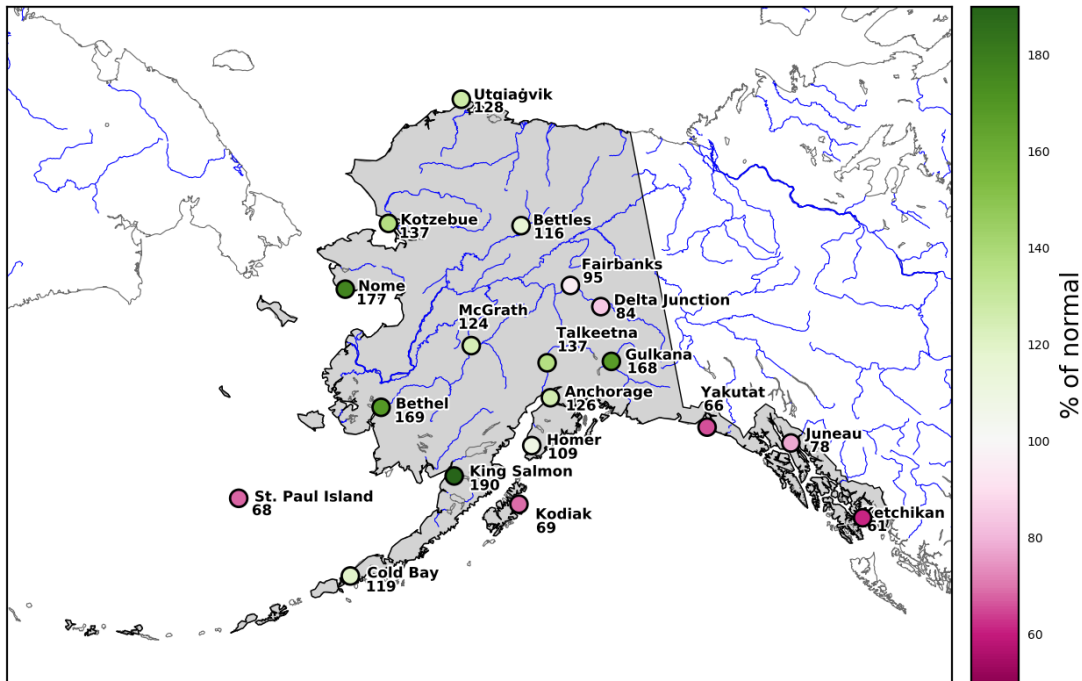 Utqiaġvik
128
Kotzebue
137
Bettles
116
Fairbanks
95
Nome
177
Delta Junction
84
McGrath
124
Talkeetna
137
Gulkana
168
Anchorage
126
Yakutat
66
Bethel
169
Juneau
78
Homer
109
King Salmon
190
St. Paul Island
68
Kodiak
69
Ketchikan
61
Cold Bay
119
180
160
140
120
100
80
60
% of normal